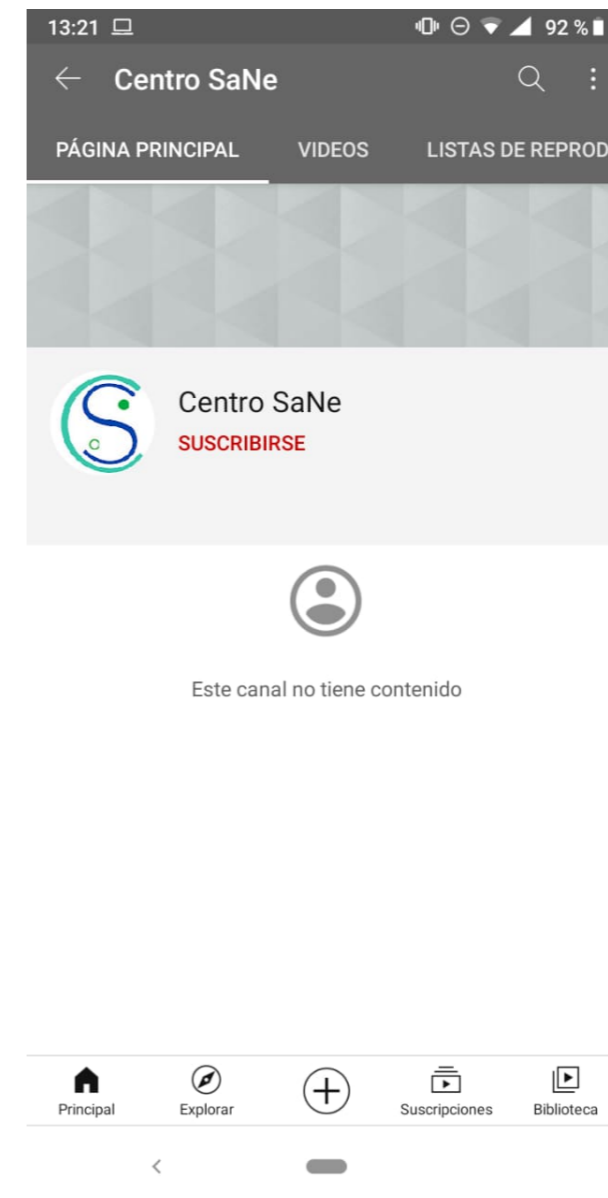 13:21 92 %
Centro SaNe
PÁGINA PRINCIPAL VIDEOS LISTAS DE REPROD
Centro SaNe
SUSCRIBIRSE
Este canal no tiene contenido
Principal Explorar Suscripciones Biblioteca